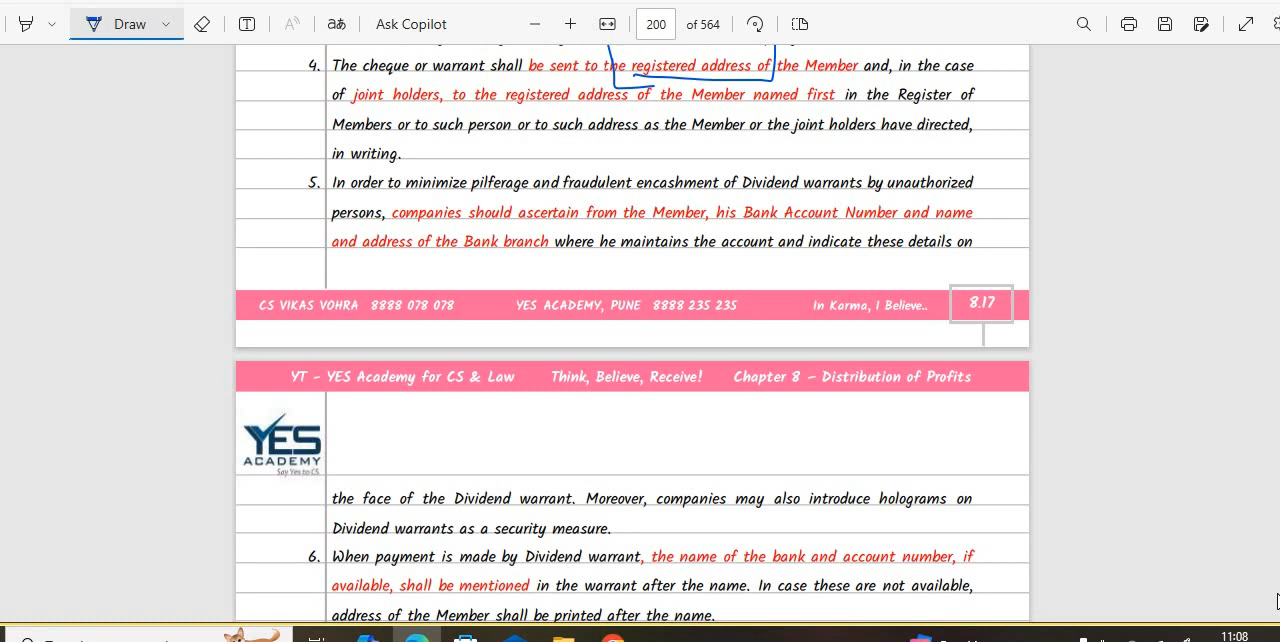 Draw
Ask Copilot
200 of 564
4. The cheque or warrant shall be sent to the registered address of the Member and, in the case
of joint holders, to the registered address of the Member named first in the Register of
Members or to such person or to such address as the Member or the joint holders have directed,
in writing.
5. In order to minimize pilferage and fraudulent encashment of Dividend warrants by unauthorized
persons, companies should ascertain from the Member, his Bank Account Number and name
and address of the Bank branch where he maintains the account and indicate these details on
CS VIKAS VOHRA 8888 078 078 YES ACADEMY, PUNE 8888 235 235 In Karma, I Believe.. 8.17
YT - YES Academy for CS & Law Think, Believe, Receive! Chapter 8 – Distribution of Profits
YES
ACADEMY
Say Yes to CS
the face of the Dividend warrant. Moreover, companies may also introduce holograms on
Dividend warrants as a security measure.
6. When payment is made by Dividend warrant, the name of the bank and account number, if
available, shall be mentioned in the warrant after the name. In case these are not available,
address of the Member shall be printed after the name.
11:08